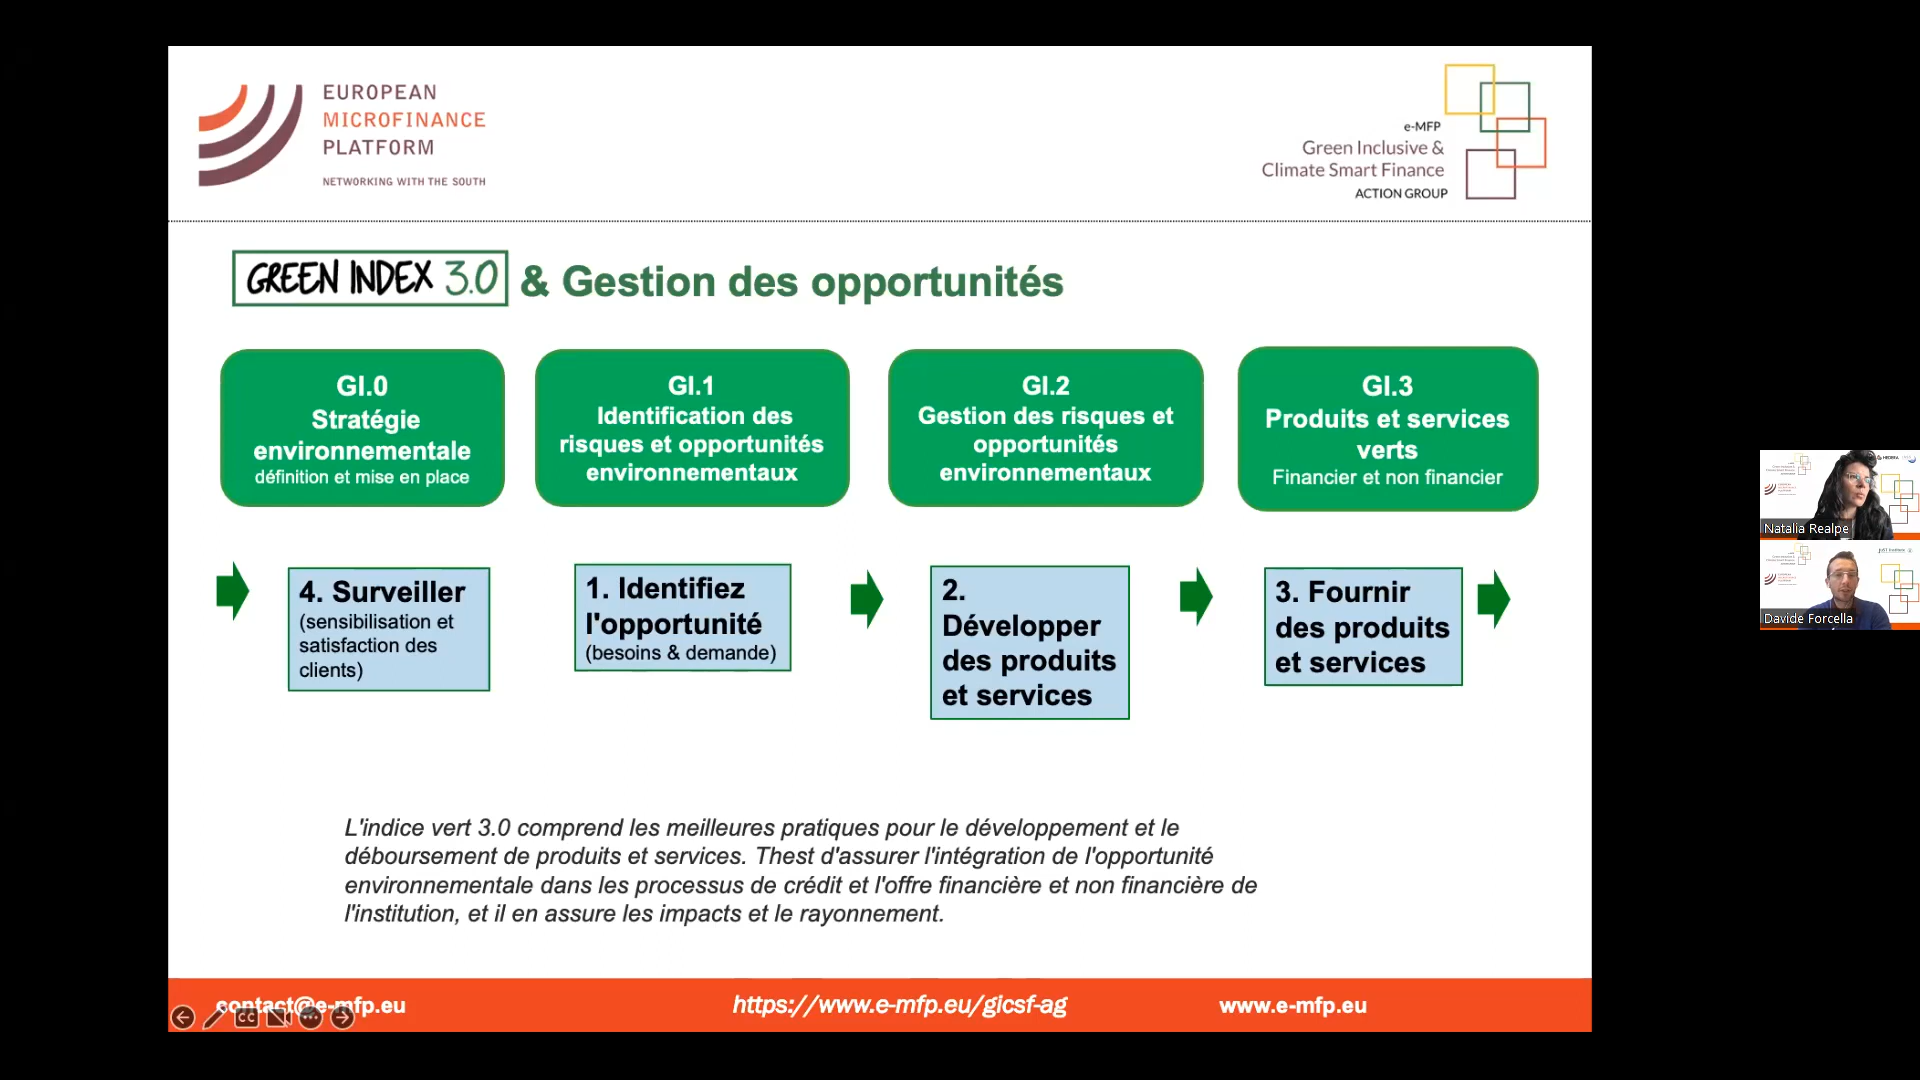 EUROPEAN
MICROFINANCE
PLATFORM
NETWORKING WITH THE SOUTH
e-MFP
Green Inclusive &
Climate Smart Finance
ACTION GROUP
GREEN INDEX 3.0 & Gestion des opportunités
GI.0
Stratégie
environnementale
définition et mise en place
GI.1
Identification des
risques et opportunités
environnementaux
GI.2
Gestion des risques et
opportunités
environnementaux
GI.3
Produits et services
verts
Financier et non financier
4. Surveiller
(sensibilisation et
satisfaction des
clients)
1. Identifiez
l'opportunité
(besoins & demande)
2.
Développer
des produits
et services
3. Fournir
des produits
et services
L'indice vert 3.0 comprend les meilleures pratiques pour le développement et le
déboursement de produits et services. Thest d'assurer l'intégration de l'opportunité
environnementale dans les processus de crédit et l'offre financière et non financière de
l'institution, et il en assure les impacts et le rayonnement.
contact@e-mfp.eu
https://www.e-mfp.eu/gicsf-ag
www.e-mfp.eu
CC
Natalia Realpe
Davide Forcella